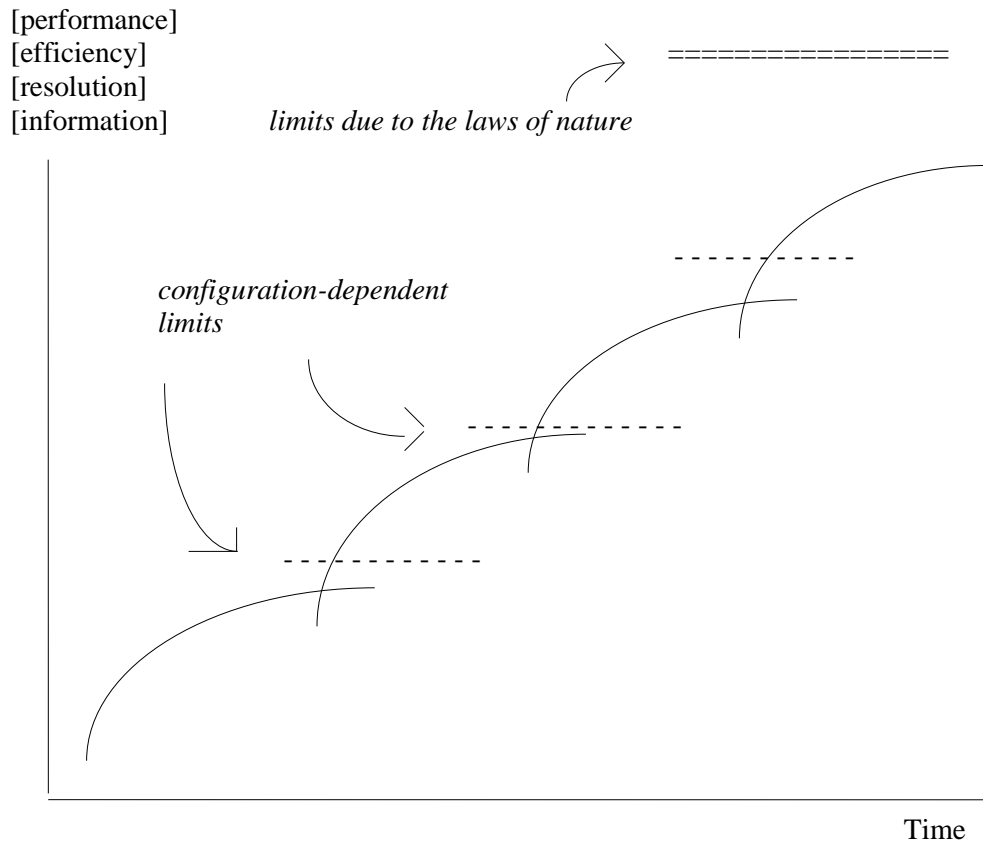 [performance]
[efficiency]
[resolution]
[information]
limits due to the laws of nature
configuration-dependent
limits
Time